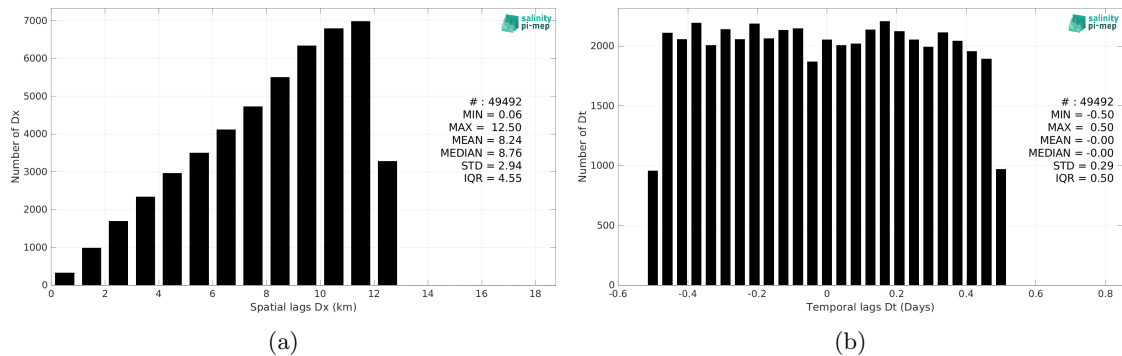 7000
6000
5000
4000
3000
2000
1000
0
Number of Dx
0 2 4 6 8 10 12 14 16 18
Spatial lags Dx (km)
salinity
pi-mep
# : 49492
MIN = 0.06
MAX = 12.50
MEAN = 8.24
MEDIAN = 8.76
STD = 2.94
IQR = 4.55
(a)
2000
1500
1000
500
0
Number of Dt
-0.6 -0.4 -0.2 0 0.2 0.4 0.6 0.8
Temporal lags Dt (Days)
salinity
pi-mep
# : 49492
MIN = -0.50
MAX = 0.50
MEAN = -0.00
MEDIAN = -0.00
STD = 0.29
IQR = 0.50
(b)